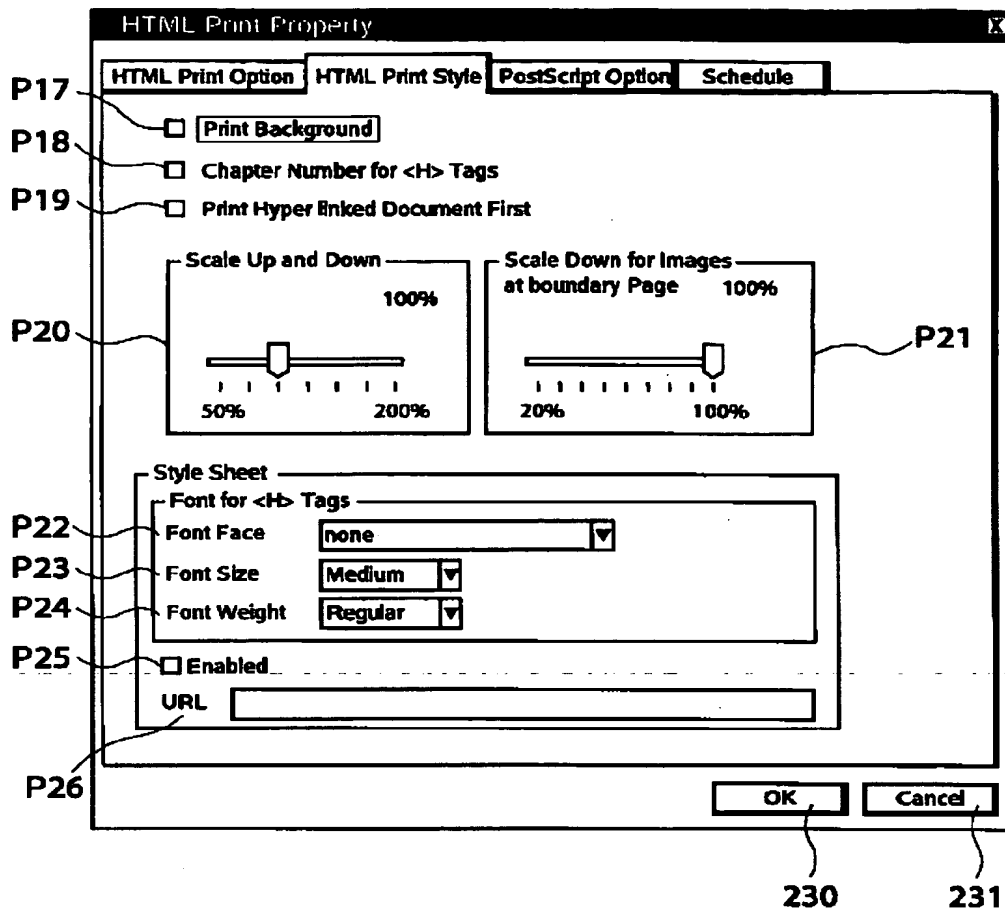 HTML Print Property X
HTML Print Option HTML Print Style PostScript Option Schedule
P17 Print Background
P18 Chapter Number for <H> Tags
P19 Print Hyper linked Document First
Scale Up and Down Scale Down for Images
at boundary Page 100%
100%
P20 P21
50% 200% 20% 100%
Style Sheet
Font for <H> Tags
P22 Font Face none
P23 Font Size Medium
P24 Font Weight Regular
P25 Enabled
URL
P26
OK Cancel
230 231